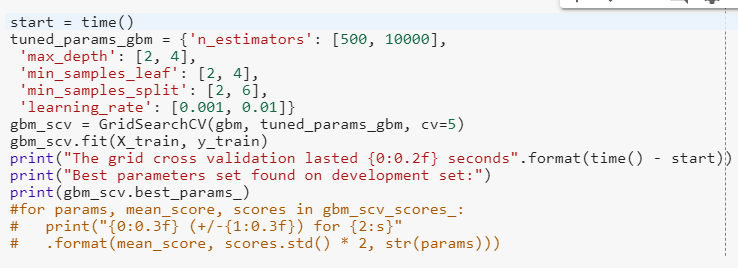 start = time()
tuned_params_gbm = {'n_estimators': [500, 10000],
 'max_depth': [2, 4],
 'min_samples_leaf': [2, 4],
 'min_samples_split': [2, 6],
 'learning_rate': [0.001, 0.01]}
gbm_scv = GridSearchCV(gbm, tuned_params_gbm, cv=5)
gbm_scv.fit(X_train, y_train)
print("The grid cross validation lasted {0:0.2f} seconds".format(time() - start))
print("Best parameters set found on development set:")
print(gbm_scv.best_params_)
#for params, mean_score, scores in gbm_scv_scores_:
#   print("{0:0.3f} (+/-{1:0.3f}) for {2:s}"
#   .format(mean_score, scores.std() * 2, str(params)))